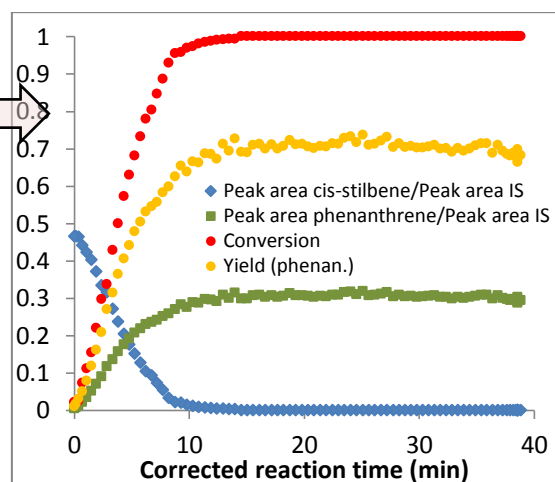 1
0.9
0.8
0.7
0.6
0.5
0.4
0.3
0.2
0.1
0
Peak area cis-stilbene/Peak area IS
Peak area phenanthrene/Peak area IS
Conversion
Yield (phenan.)
0 10 20 30 40
Corrected reaction time (min)